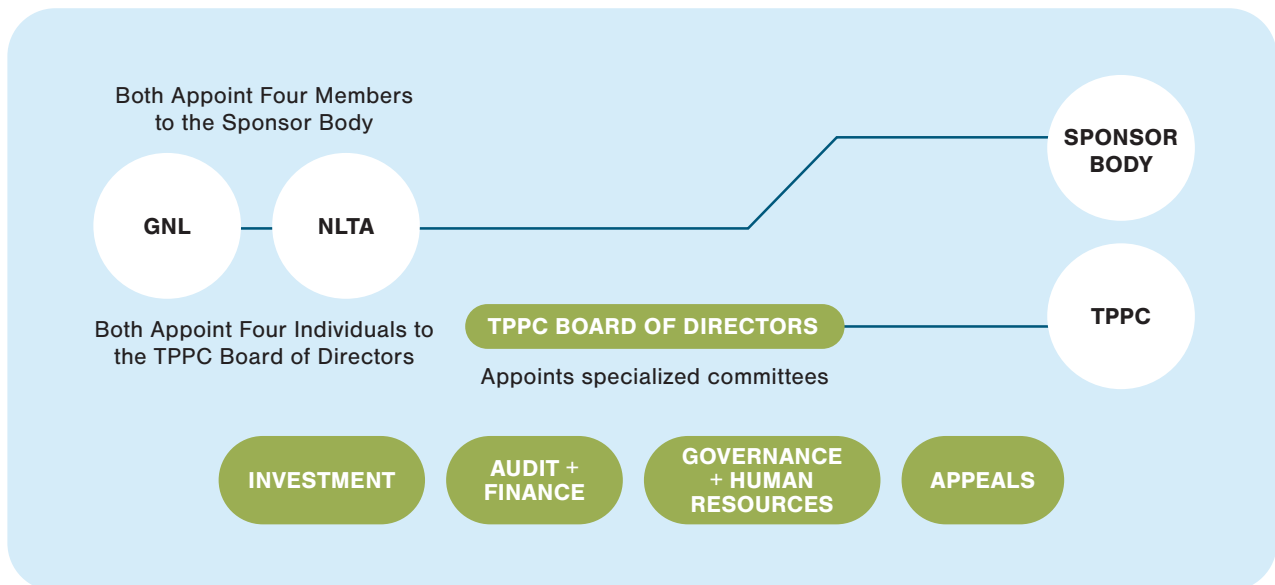 Both Appoint Four Members
to the Sponsor Body
SPONSOR
BODY
GNL
NLTA
Both Appoint Four Individuals to
the TPPC Board of Directors
TPPC BOARD OF DIRECTORS
Appoints specialized committees
TPPC
INVESTMENT
AUDIT +
FINANCE
GOVERNANCE
+ HUMAN
RESOURCES
APPEALS